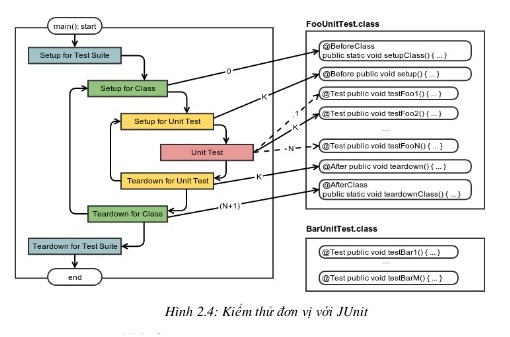 main(): start
Setup for Test Suite
Setup for Class
Setup for Unit Test
Unit Test
Teardown for Unit Test
Teardown for Class
Teardown for Test Suite
end
0
K
1
K
N
K
(N+1)
FooUnitTest.class
@BeforeClass
public static void setupClass() { ... }
@Before public void setup() { ... }
@Test public void testFoo1() { ... }
@Test public void testFoo2() { ... }
....
@Test public void testFooN() { ... }
@After public void teardown() { ... }
@AfterClass
public static void teardownClass() { ... }
BarUnitTest.class
@Test public void testBar1() { ... }
....
@Test public void testBarM() { ... }
Hình 2.4: Kiểm thử đơn vị với JUnit